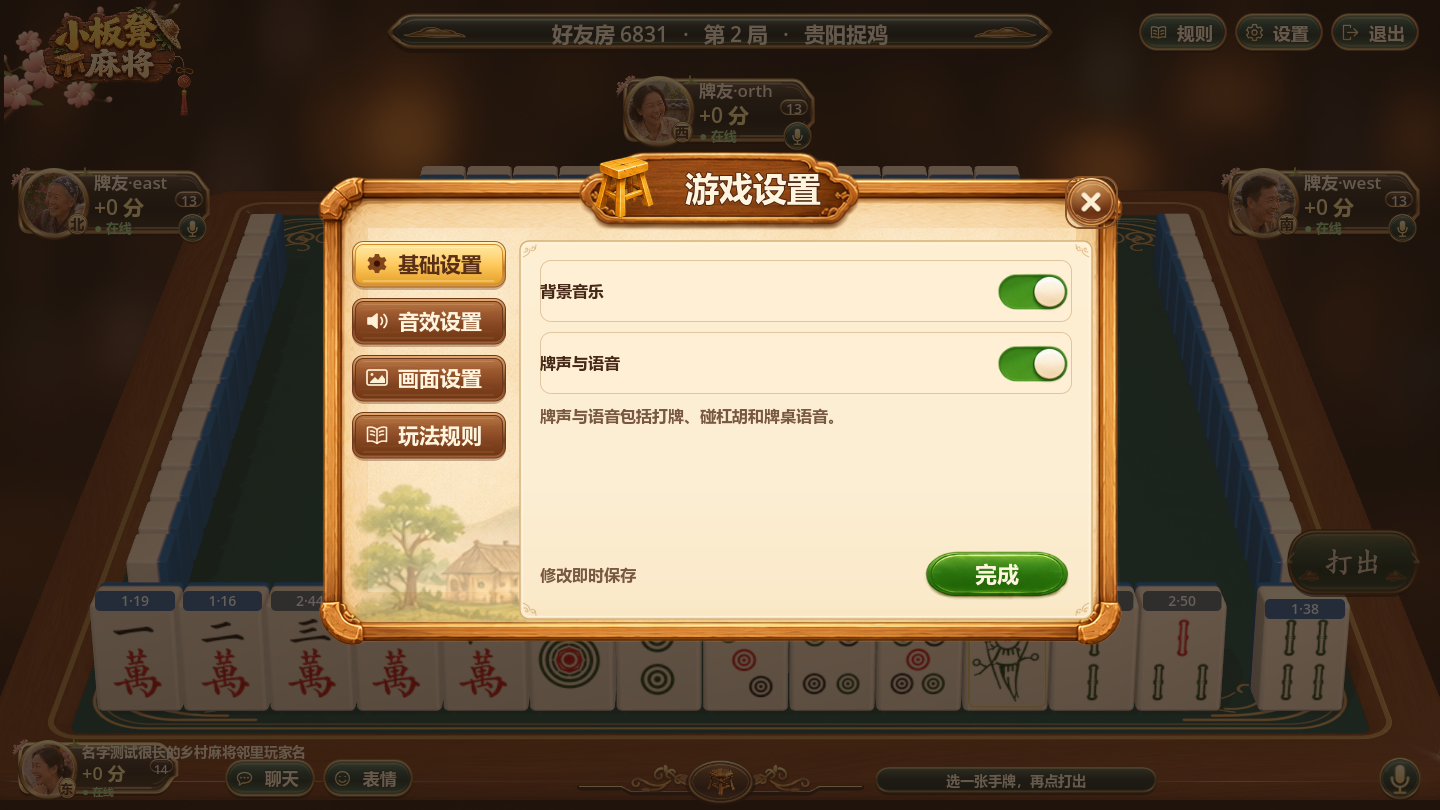 小板凳
麻将
好友房 6831 · 第 2 局 · 贵阳捉鸡
规则
设置
退出
牌友·orth
+0 分
13
西
在线
牌友·east
+0 分
13
北
在线
牌友·west
+0 分
13
南
在线
游戏设置
基础设置
音效设置
画面设置
玩法规则
背景音乐
牌声与语音
牌声与语音包括打牌、碰杠胡和牌桌语音。
修改即时保存
完成
打出
1·19
1·16
2·44
2·50
1·38
一
萬
二
萬
三
萬
萬
萬
名字测试很长的乡村麻将邻里玩家名
+0 分
14
东
在线
聊天
表情
选一张手牌，再点打出